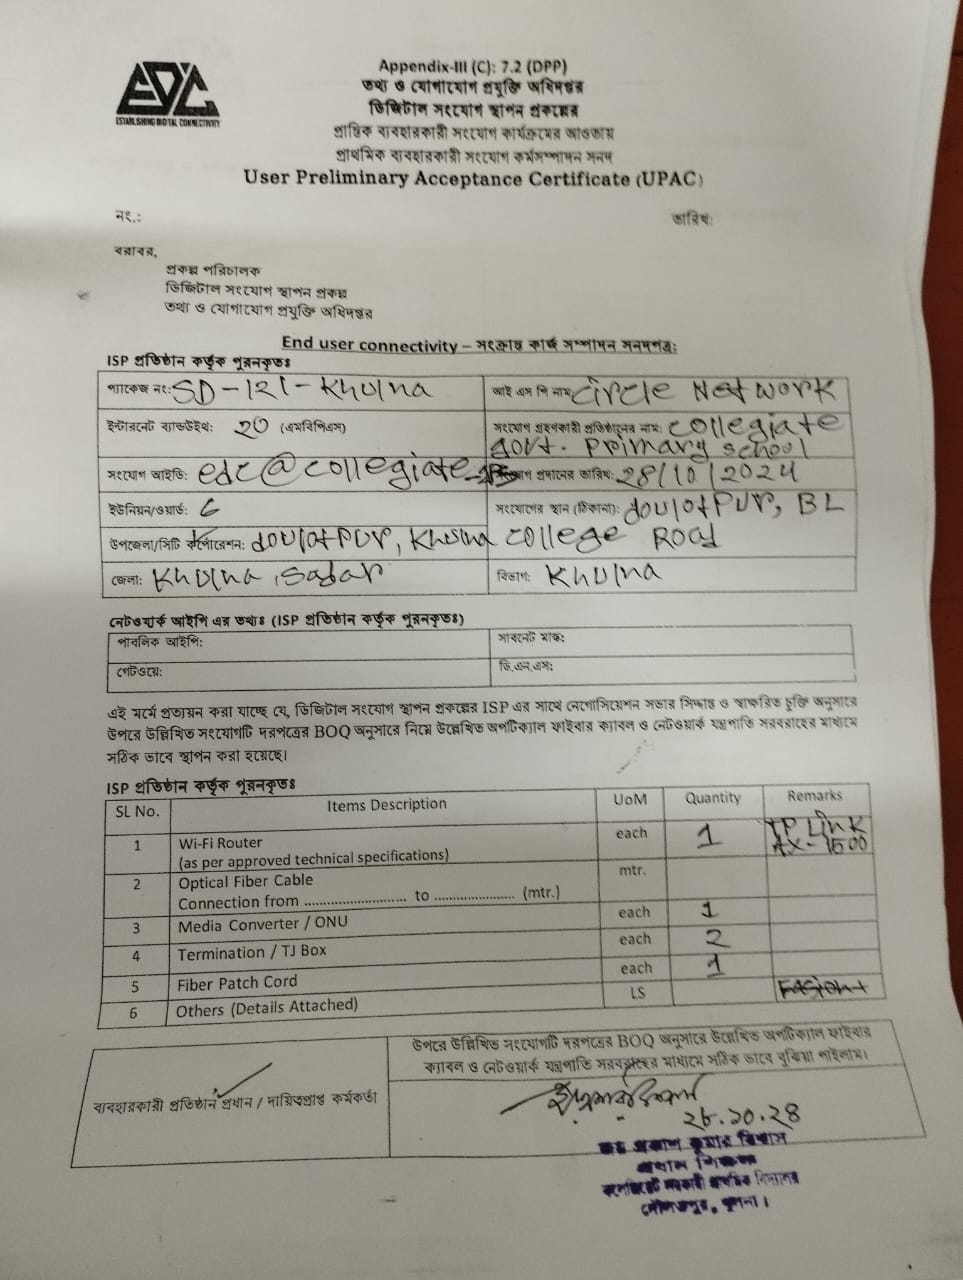 EDC
ESTABLISHING DIGITAL CONNECTIVITY
Appendix-III (C): 7.2 (DPP)
তথ্য ও যোগাযোগ প্রযুক্তি অধিদপ্তর
ডিজিটাল সংযোগ স্থাপন প্রকল্পের
প্রান্তিক ব্যবহারকারী সংযোগ কার্যক্রমের আওতায়
প্রাথমিক ব্যবহারকারী সংযোগ কর্মসম্পাদন সনদ
User Preliminary Acceptance Certificate (UPAC)
নং.: তারিখ:
বরাবর,
প্রকল্প পরিচালক
ডিজিটাল সংযোগ স্থাপন প্রকল্প
তথ্য ও যোগাযোগ প্রযুক্তি অধিদপ্তর
End user connectivity – সংক্রান্ত কার্য সম্পাদন সনদপত্র:
ISP প্রতিষ্ঠান কর্তৃক পূরনকৃতঃ
প্যাকেজ নং: SD-121-Khulna আই এস পি নাম: circle Network
ইন্টারনেট ব্যান্ডউইথ: 20 (এমবিপিএস) সংযোগ গ্রহণকারী প্রতিষ্ঠানের নাম: collegiate
govt. Primary school
সংযোগ আইডি: edc@collegiate সংযোগ প্রদানের তারিখ: 28/10/2024
ইউনিয়ন/ওয়ার্ড: 6 সংযোগের স্থান (ঠিকানা): doulotPur, BL
উপজেলা/সিটি কর্পোরেশন: doulotPur, Khulna college Road
জেলা: Khulna, Sadar বিভাগ: Khulna
নেটওয়ার্ক আইপি এর তথ্যঃ (ISP প্রতিষ্ঠান কর্তৃক পূরনকৃতঃ)
পাবলিক আইপি: সাবনেট মাস্ক:
গেটওয়ে: ডি.এন.এস:
এই মর্মে প্রত্যয়ন করা যাচ্ছে যে, ডিজিটাল সংযোগ স্থাপন প্রকল্পের ISP এর সাথে নেগোসিয়েশন সভার সিদ্ধান্ত ও স্বাক্ষরিত চুক্তি অনুসারে
উপরে উল্লিখিত সংযোগটি দরপত্রের BOQ অনুসারে নিম্নে উল্লেখিত অপটিক্যাল ফাইবার ক্যাবল ও নেটওয়ার্ক যন্ত্রপাতি সরবরাহের মাধ্যমে
সঠিক ভাবে স্থাপন করা হয়েছে।
ISP প্রতিষ্ঠান কর্তৃক পূরনকৃতঃ
SL No. Items Description UoM Quantity Remarks
1 Wi-Fi Router each 1 TP Link
(as per approved technical specifications) AX-1500
2 Optical Fiber Cable mtr.
Connection from .......................... to ..................... (mtr.)
3 Media Converter / ONU each 1
4 Termination / TJ Box each 2
5 Fiber Patch Cord each 1
6 Others (Details Attached) LS
উপরে উল্লিখিত সংযোগটি দরপত্রের BOQ অনুসারে উল্লেখিত অপটিক্যাল ফাইবার
ক্যাবল ও নেটওয়ার্ক যন্ত্রপাতি সরবরাহের মাধ্যমে সঠিক ভাবে বুঝিয়া পাইলাম।
ব্যবহারকারী প্রতিষ্ঠান প্রধান / দায়িত্বপ্রাপ্ত কর্মকর্তা
২৮.১০.২৪
প্রকাশ কুমার বিশ্বাস
প্রধান শিক্ষক
কলেজিয়েট সরকারী প্রাথমিক বিদ্যালয়
দৌলতপুর, খুলনা।